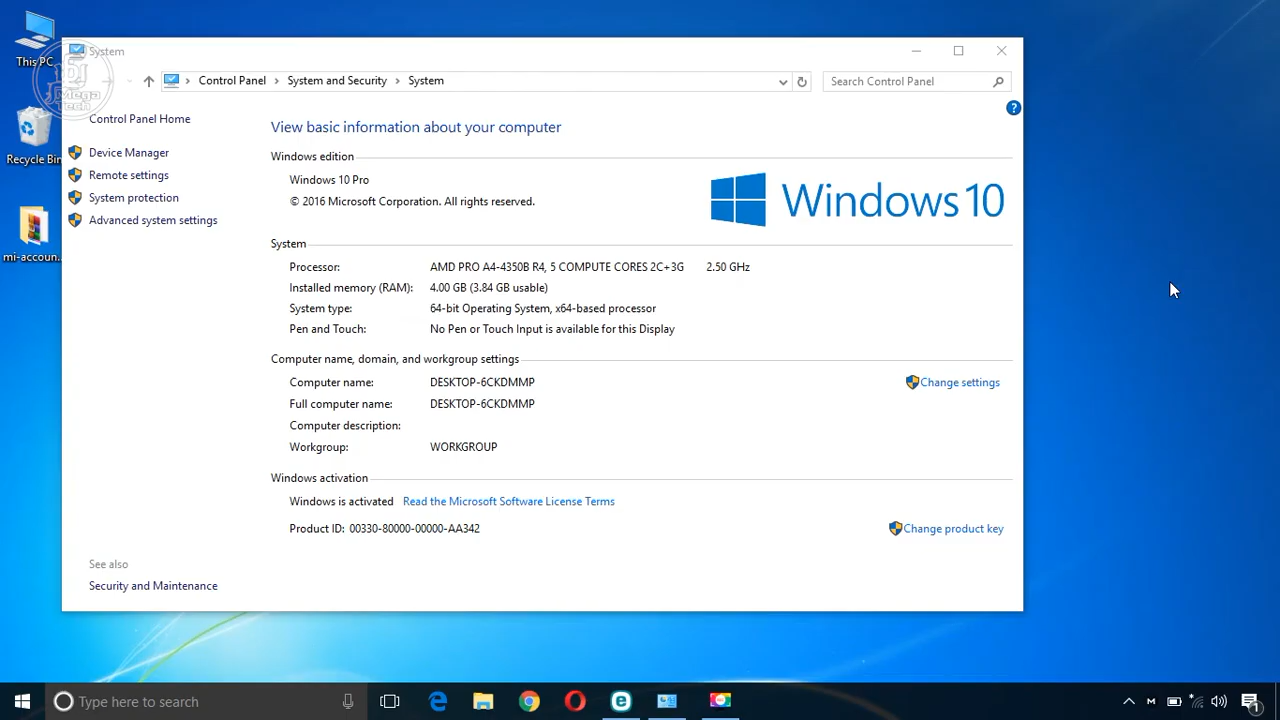 This PC
System
Mega
Tech
Control Panel
System and Security
System
Search Control Panel
Recycle Bin
mi-accoun...
Control Panel Home
Device Manager
Remote settings
System protection
Advanced system settings
View basic information about your computer
Windows edition
Windows 10 Pro
© 2016 Microsoft Corporation. All rights reserved.
Windows 10
System
Processor: AMD PRO A4-4350B R4, 5 COMPUTE CORES 2C+3G 2.50 GHz
Installed memory (RAM): 4.00 GB (3.84 GB usable)
System type: 64-bit Operating System, x64-based processor
Pen and Touch: No Pen or Touch Input is available for this Display
Computer name, domain, and workgroup settings
Computer name: DESKTOP-6CKDMMP
Change settings
Full computer name: DESKTOP-6CKDMMP
Computer description:
Workgroup: WORKGROUP
Windows activation
Windows is activated Read the Microsoft Software License Terms
Product ID: 00330-80000-00000-AA342
Change product key
See also
Security and Maintenance
Type here to search